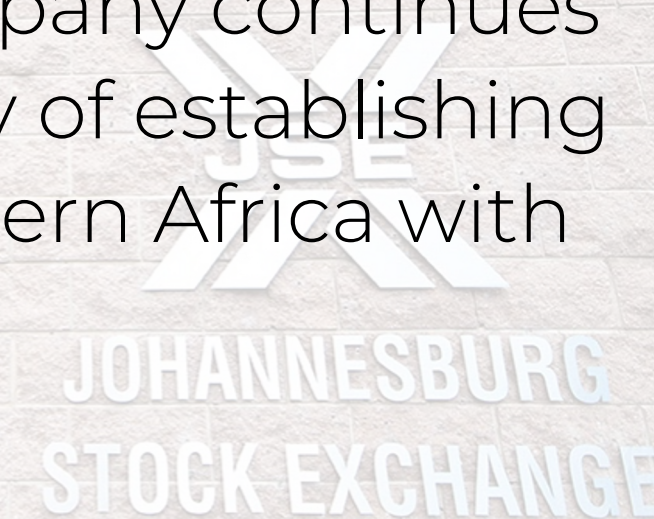 pany continues
y of establishing
JSE
ern Africa with
JOHANNESBURG
STOCK EXCHANGE